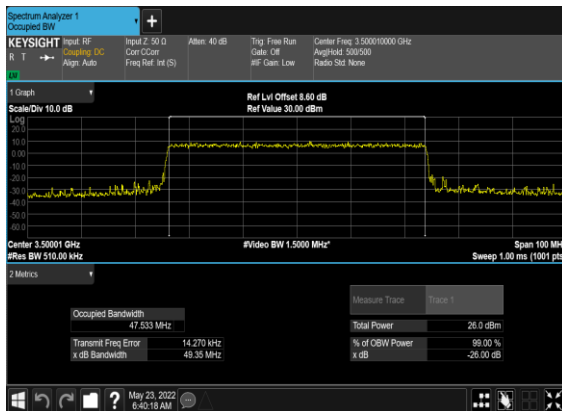 Spectrum Analyzer 1
Occupied BW
KEYSIGHT
R T
LXI
Input: RF
Coupling: DC
Align: Auto
Input Z: 50 Ω
Corr CCorr
Freq Ref: Int (S)
Atten: 40 dB
Trig: Free Run
Gate: Off
#IF Gain: Low
Center Freq: 3.500010000 GHz
Avg|Hold: 500/500
Radio Std: None
1 Graph
Scale/Div 10.0 dB
Ref Lvl Offset 8.60 dB
Ref Value 30.00 dBm
Log
20.0
10.0
0.00
-10.0
-20.0
-30.0
-40.0
-50.0
-60.0
Center 3.50001 GHz
#Res BW 510.00 kHz
#Video BW 1.5000 MHz*
Span 100 MH
Sweep 1.00 ms (1001 pts
2 Metrics
Measure Trace Trace 1
Occupied Bandwidth
47.533 MHz
Total Power 26.0 dBm
Transmit Freq Error 14.270 kHz
% of OBW Power 99.00 %
x dB Bandwidth 49.35 MHz
x dB -26.00 dB
May 23, 2022
6:40:18 AM